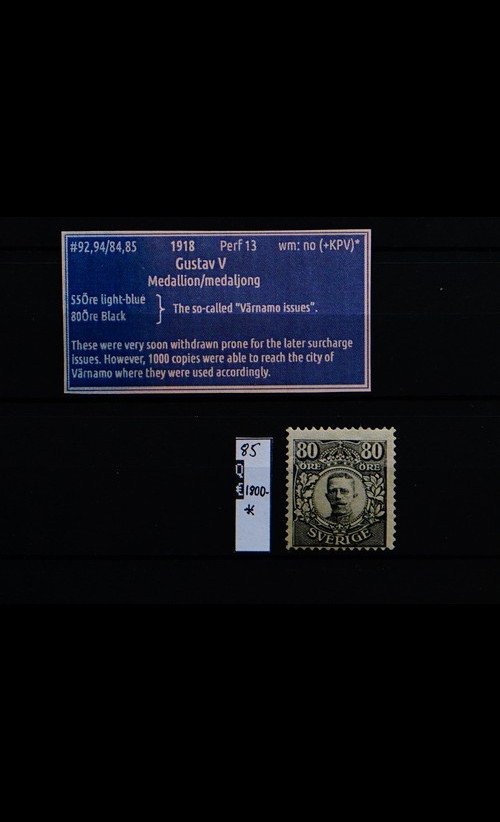 #92,94/84,85 1918 Perf 13 wm: no (+KPV)*
Gustav V
Medallion/medaljong
55Öre light-blue
80Öre Black
} The so-called "Värnamo issues".
These were very soon withdrawn prone for the later surcharge
issues. However, 1000 copies were able to reach the city of
Värnamo where they were used accordingly.
85
Q
€ 1800-
*
80 80
ÖRE ÖRE
SVERIGE